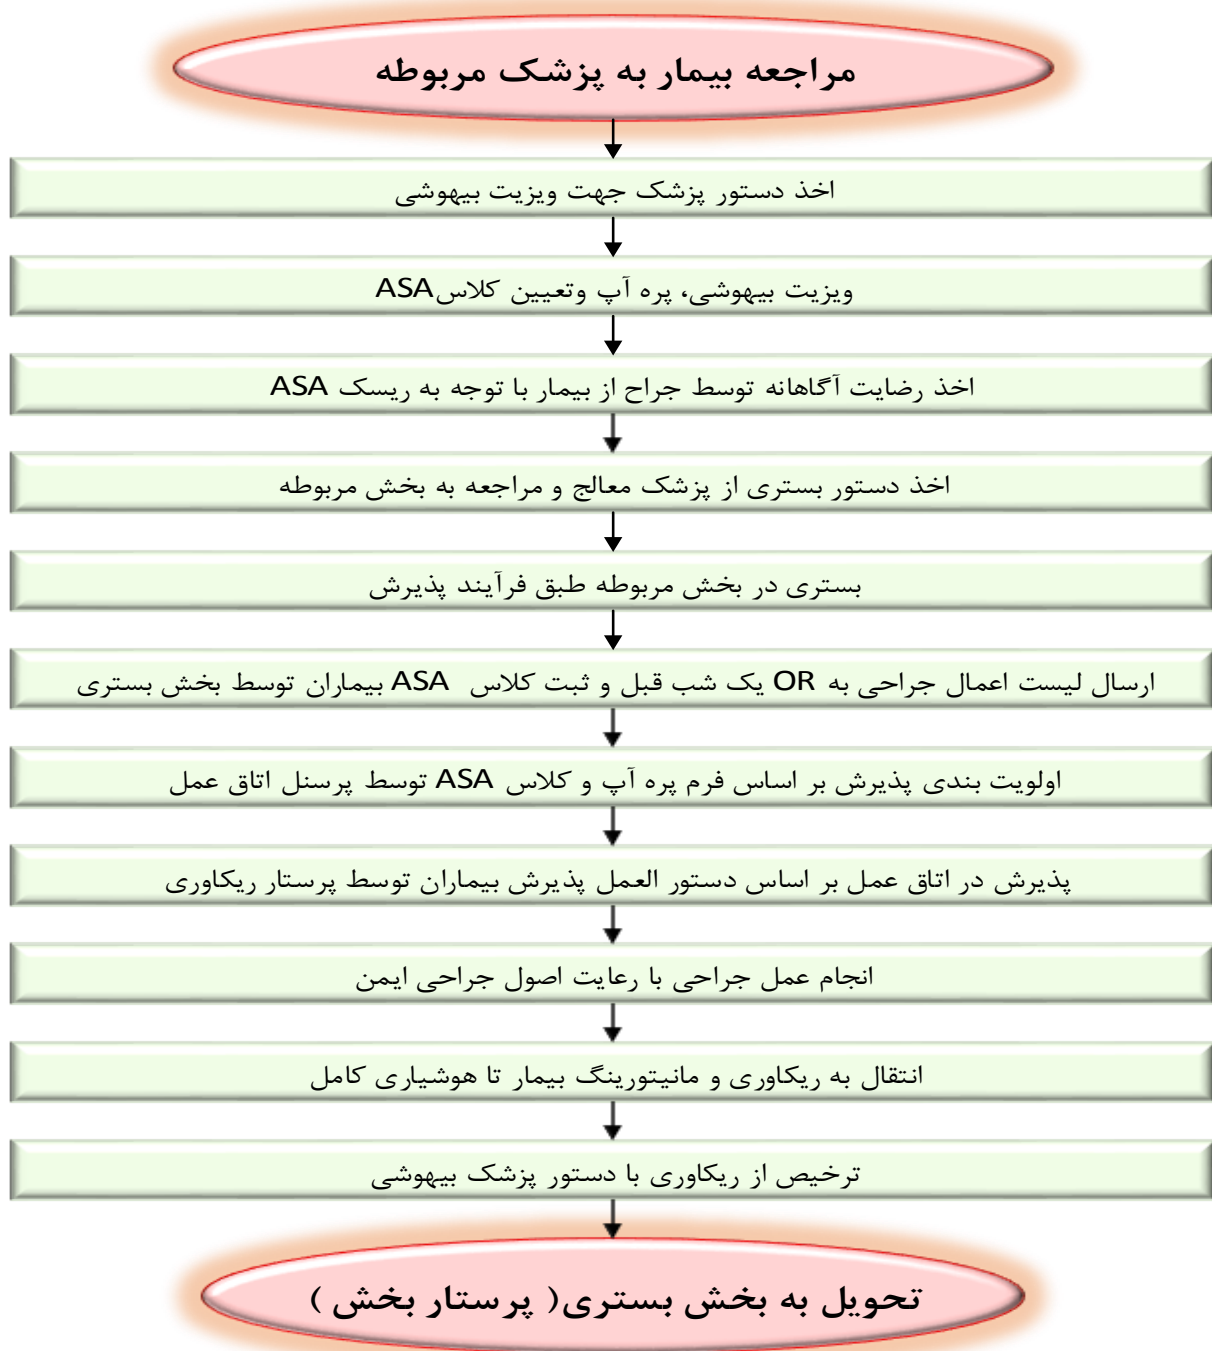 مراجعه بیمار به پزشک مربوطه
اخذ دستور پزشک جهت ویزیت بیهوشی
ویزیت بیهوشی، پره آپ وتعیین کلاسASA
اخذ رضایت آگاهانه توسط جراح از بیمار با توجه به ریسک ASA
اخذ دستور بستری از پزشک معالج و مراجعه به بخش مربوطه
بستری در بخش مربوطه طبق فرآیند پذیرش
ارسال لیست اعمال جراحی به OR یک شب قبل و ثبت کلاس ASA بیماران توسط بخش بستری
اولویت بندی پذیرش بر اساس فرم پره آپ و کلاس ASA توسط پرسنل اتاق عمل
پذیرش در اتاق عمل بر اساس دستور العمل پذیرش بیماران توسط پرستار ریکاوری
انجام عمل جراحی با رعایت اصول جراحی ایمن
انتقال به ریکاوری و مانیتورینگ بیمار تا هوشیاری کامل
ترخیص از ریکاوری با دستور پزشک بیهوشی
تحویل به بخش بستری( پرستار بخش )